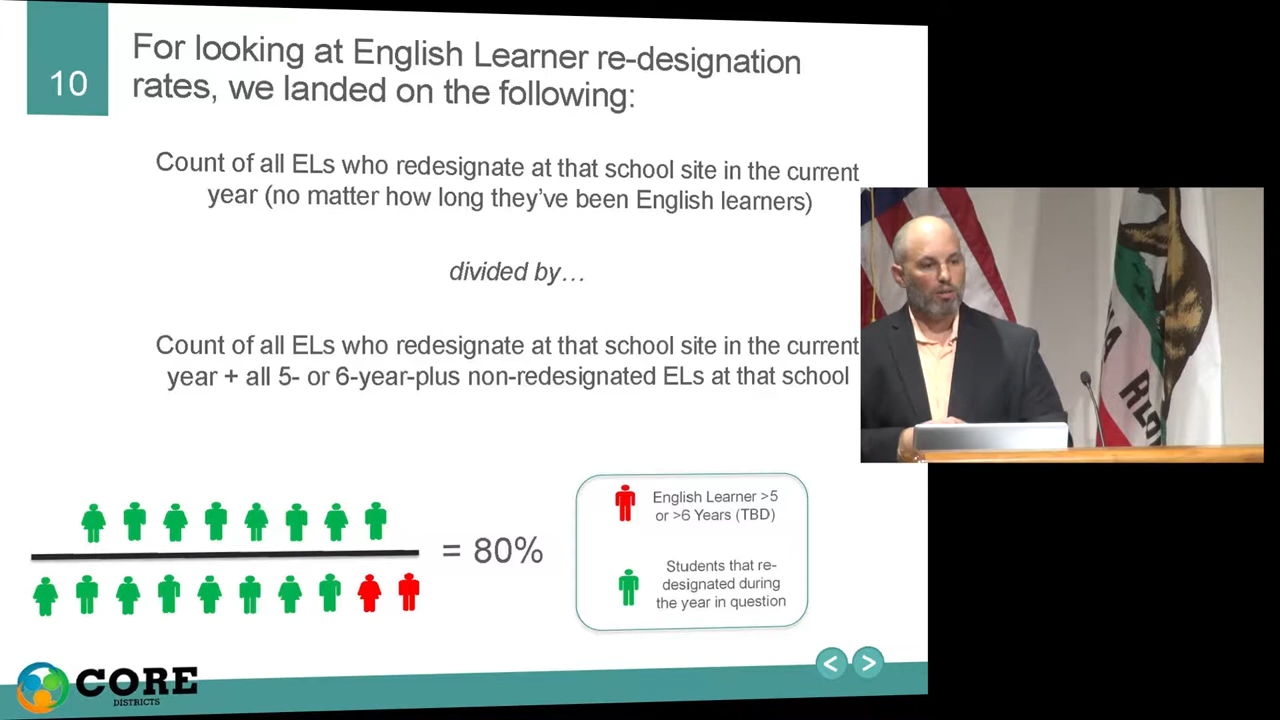 10
For looking at English Learner re-designation
rates, we landed on the following:
Count of all ELs who redesignate at that school site in the current
year (no matter how long they've been English learners)
divided by…
Count of all ELs who redesignate at that school site in the current
year + all 5- or 6-year-plus non-redesignated ELs at that school
= 80%
English Learner >5
or >6 Years (TBD)
Students that re-
designated during
the year in question
< >
CORE
DISTRICTS